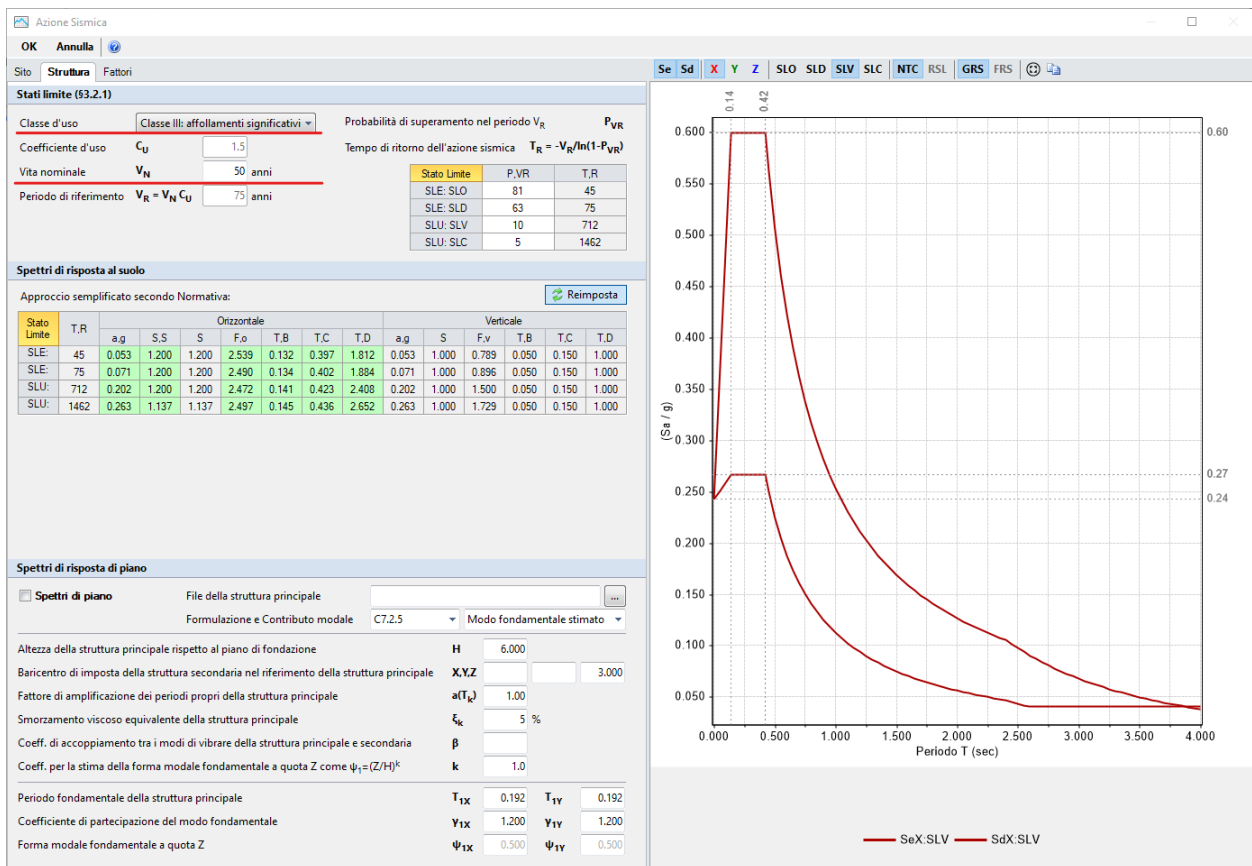 Azione Sismica
OK Annulla
Sito Struttura Fattori
Stati limite (§3.2.1)
Classe d'uso Classe III: affollamenti significativi Probabilità di superamento nel periodo VR PVR
Coefficiente d'uso CU 1.5 Tempo di ritorno dell'azione sismica TR = -VR/ln(1-PVR)
Vita nominale VN 50 anni
Periodo di riferimento VR = VN CU 75 anni
Stato Limite P,VR T,R
SLE: SLO 81 45
SLE: SLD 63 75
SLU: SLV 10 712
SLU: SLC 5 1462
Spettri di risposta al suolo
Approccio semplificato secondo Normativa: Reimposta
Stato Limite T,R Orizzontale Verticale
a,g S,S S F,o T,B T,C T,D a,g S F,v T,B T,C T,D
SLE: 45 0.053 1.200 1.200 2.539 0.132 0.397 1.812 0.053 1.000 0.789 0.050 0.150 1.000
SLE: 75 0.071 1.200 1.200 2.490 0.134 0.402 1.884 0.071 1.000 0.896 0.050 0.150 1.000
SLU: 712 0.202 1.200 1.200 2.472 0.141 0.423 2.408 0.202 1.000 1.500 0.050 0.150 1.000
SLU: 1462 0.263 1.137 1.137 2.497 0.145 0.436 2.652 0.263 1.000 1.729 0.050 0.150 1.000
Spettri di risposta di piano
Spettri di piano File della struttura principale ...
Formulazione e Contributo modale C7.2.5 Modo fondamentale stimato
Altezza della struttura principale rispetto al piano di fondazione H 6.000
Baricentro di imposta della struttura secondaria nel riferimento della struttura principale X,Y,Z 3.000
Fattore di amplificazione dei periodi propri della struttura principale a(Tk) 1.00
Smorzamento viscoso equivalente della struttura principale ξk 5 %
Coeff. di accoppiamento tra i modi di vibrare della struttura principale e secondaria β
Coeff. per la stima della forma modale fondamentale a quota Z come ψ1=(Z/H)^k k 1.0
Periodo fondamentale della struttura principale T1X 0.192 T1Y 0.192
Coefficiente di partecipazione del modo fondamentale γ1X 1.200 γ1Y 1.200
Forma modale fondamentale a quota Z ψ1X 0.500 ψ1Y 0.500
Se Sd X Y Z SLO SLD SLV SLC NTC RSL GRS FRS
0.14 0.42
0.600 0.60
0.550
0.500
0.450
0.400
0.350
0.300
(Sa / g)
0.27
0.250 0.24
0.200
0.150
0.100
0.050
0.000 0.500 1.000 1.500 2.000 2.500 3.000 3.500 4.000
Periodo T (sec)
SeX:SLV SdX:SLV